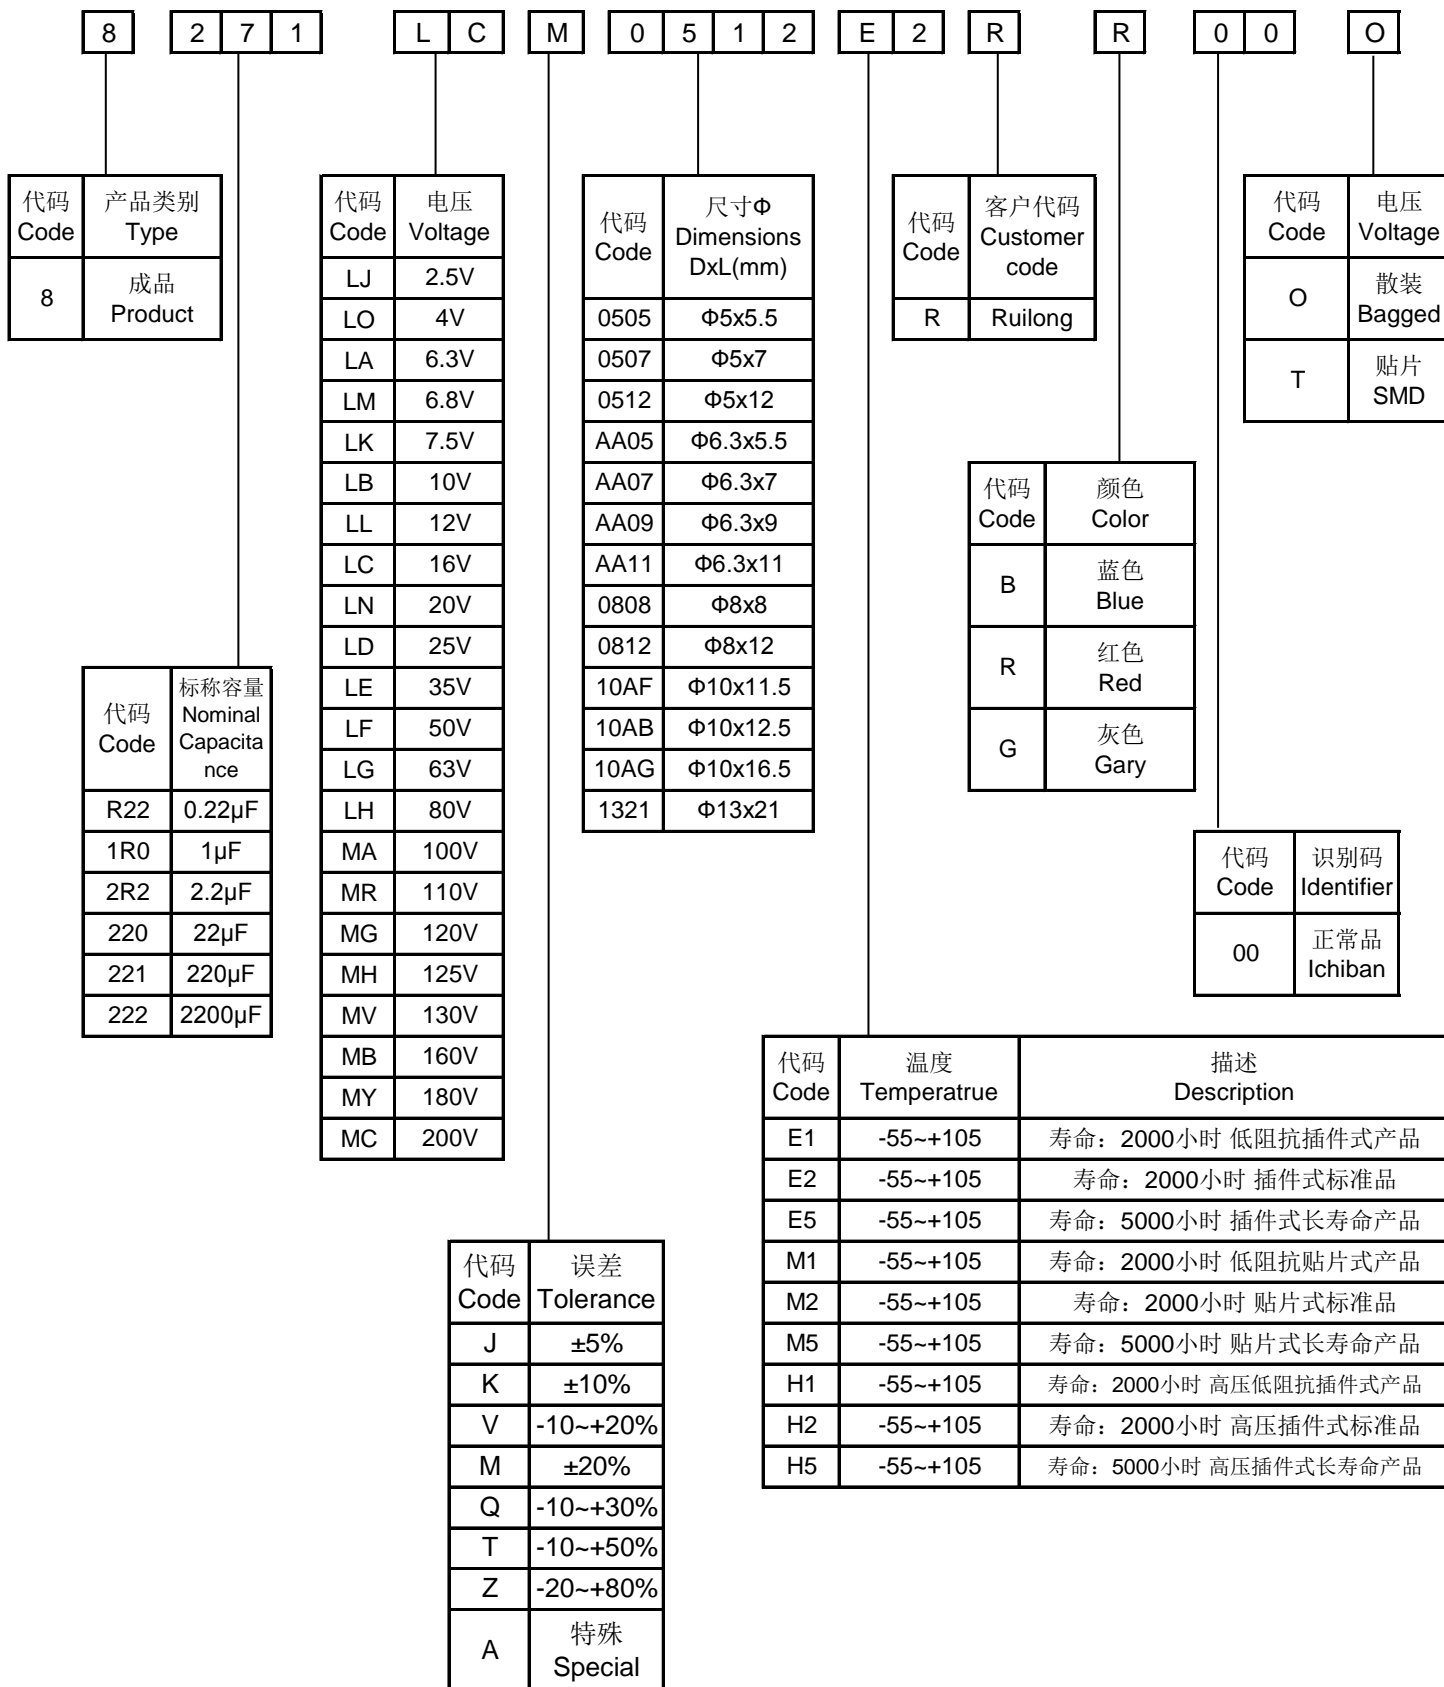 8 2 7 1 L C M 0 5 1 2 E 2 R R 0 0 O
代码
Code
产品类别
Type
8
成品
Product
代码
Code
标称容量
Nominal
Capacita
nce
R22 0.22μF
1R0 1μF
2R2 2.2μF
220 22μF
221 220μF
222 2200μF
代码
Code
电压
Voltage
LJ 2.5V
LO 4V
LA 6.3V
LM 6.8V
LK 7.5V
LB 10V
LL 12V
LC 16V
LN 20V
LD 25V
LE 35V
LF 50V
LG 63V
LH 80V
MA 100V
MR 110V
MG 120V
MH 125V
MV 130V
MB 160V
MY 180V
MC 200V
代码
Code
误差
Tolerance
J ±5%
K ±10%
V -10~+20%
M ±20%
Q -10~+30%
T -10~+50%
Z -20~+80%
A
特殊
Special
代码
Code
尺寸Φ
Dimensions
DxL(mm)
0505 Φ5x5.5
0507 Φ5x7
0512 Φ5x12
AA05 Φ6.3x5.5
AA07 Φ6.3x7
AA09 Φ6.3x9
AA11 Φ6.3x11
0808 Φ8x8
0812 Φ8x12
10AF Φ10x11.5
10AB Φ10x12.5
10AG Φ10x16.5
1321 Φ13x21
代码
Code
温度
Temperatrue
描述
Description
E1 -55~+105 寿命：2000小时 低阻抗插件式产品
E2 -55~+105 寿命：2000小时 插件式标准品
E5 -55~+105 寿命：5000小时 插件式长寿命产品
M1 -55~+105 寿命：2000小时 低阻抗贴片式产品
M2 -55~+105 寿命：2000小时 贴片式标准品
M5 -55~+105 寿命：5000小时 贴片式长寿命产品
H1 -55~+105 寿命：2000小时 高压低阻抗插件式产品
H2 -55~+105 寿命：2000小时 高压插件式标准品
H5 -55~+105 寿命：5000小时 高压插件式长寿命产品
代码
Code
客户代码
Customer
code
R Ruilong
代码
Code
颜色
Color
B
蓝色
Blue
R
红色
Red
G
灰色
Gary
代码
Code
识别码
Identifier
00
正常品
Ichiban
代码
Code
电压
Voltage
O
散装
Bagged
T
贴片
SMD